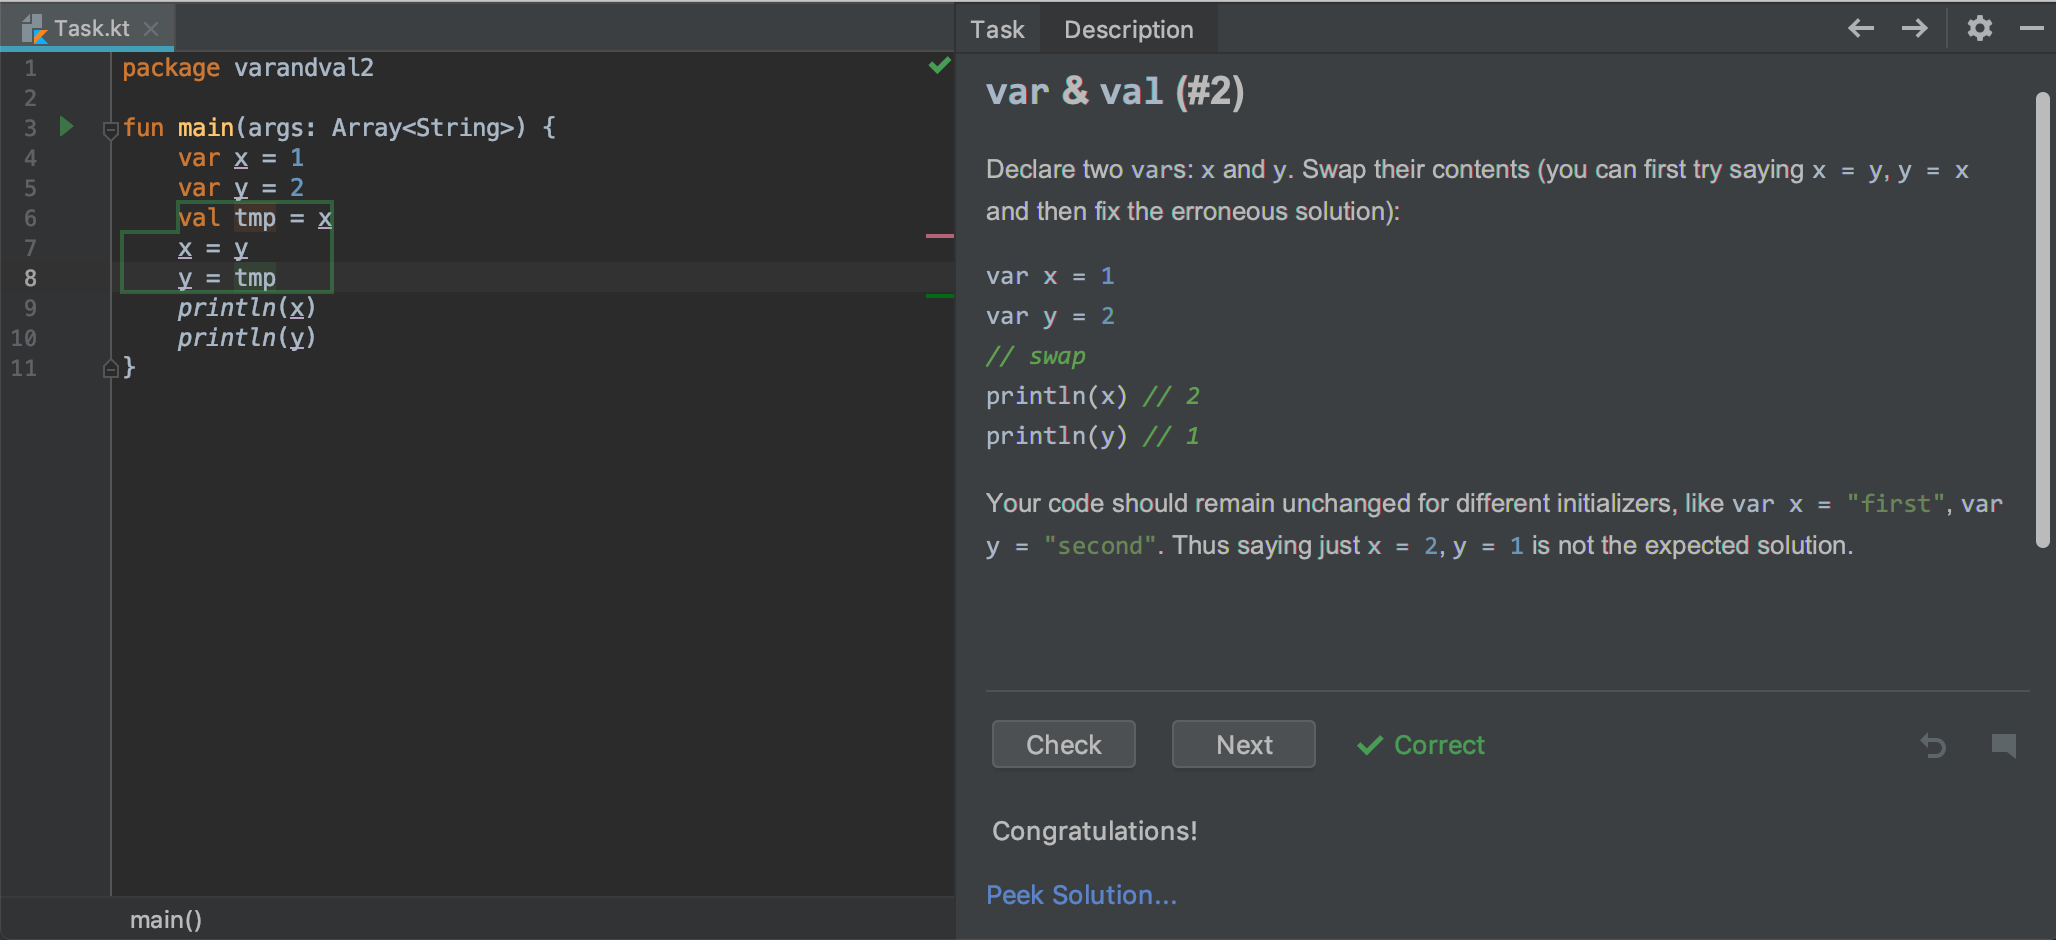 Task.kt
1 package varandval2
2
3 fun main(args: Array<String>) {
4 var x = 1
5 var y = 2
6 val tmp = x
7 x = y
8 y = tmp
9 println(x)
10 println(y)
11 }
main()
Task Description
var & val (#2)
Declare two vars: x and y. Swap their contents (you can first try saying x = y, y = x
and then fix the erroneous solution):
var x = 1
var y = 2
// swap
println(x) // 2
println(y) // 1
Your code should remain unchanged for different initializers, like var x = "first", var
y = "second". Thus saying just x = 2, y = 1 is not the expected solution.
Check Next Correct
Congratulations!
Peek Solution...